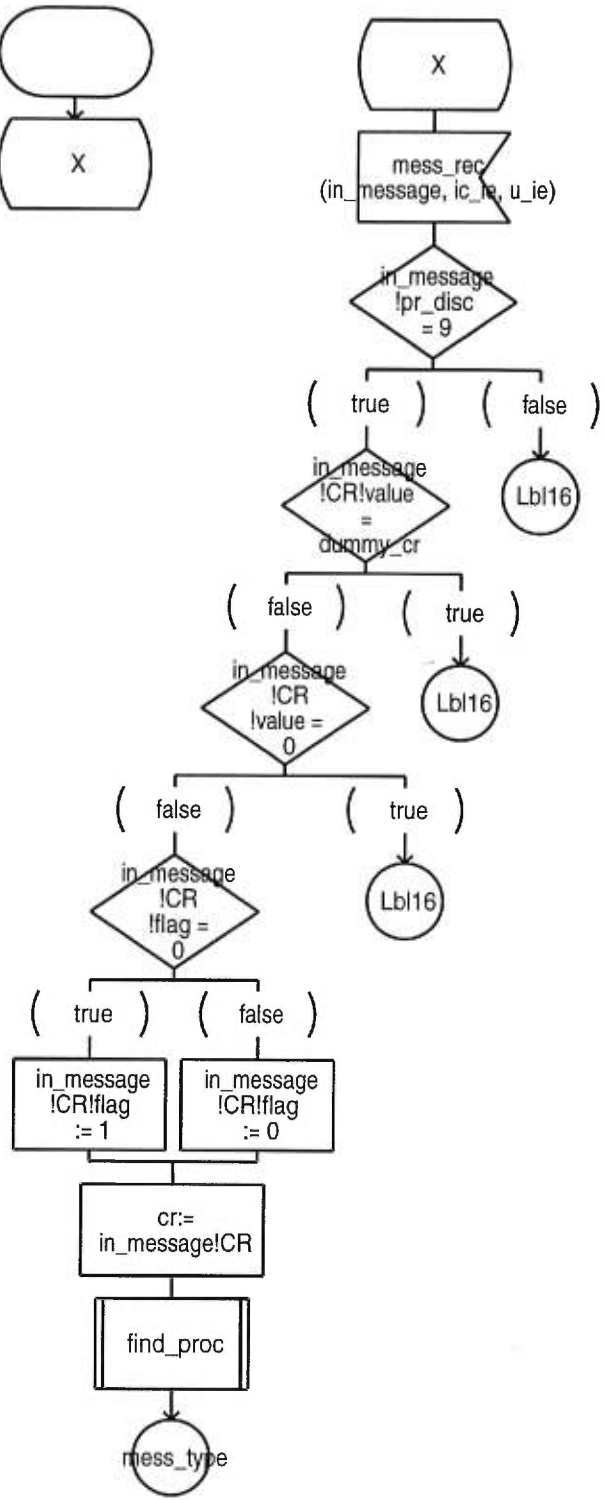 X
X
mess_rec
(in_message, ic_ie, u_ie)
in_message
!pr_disc
= 9
( true )
( false )
in_message
!CR!value
=
dummy_cr
Lbl16
( false )
( true )
in_message
!CR
!value =
0
Lbl16
( false )
( true )
in_message
!CR
!flag =
0
Lbl16
( true )
( false )
in_message
!CR!flag
:= 1
in_message
!CR!flag
:= 0
cr:=
in_message!CR
find_proc
mess_type